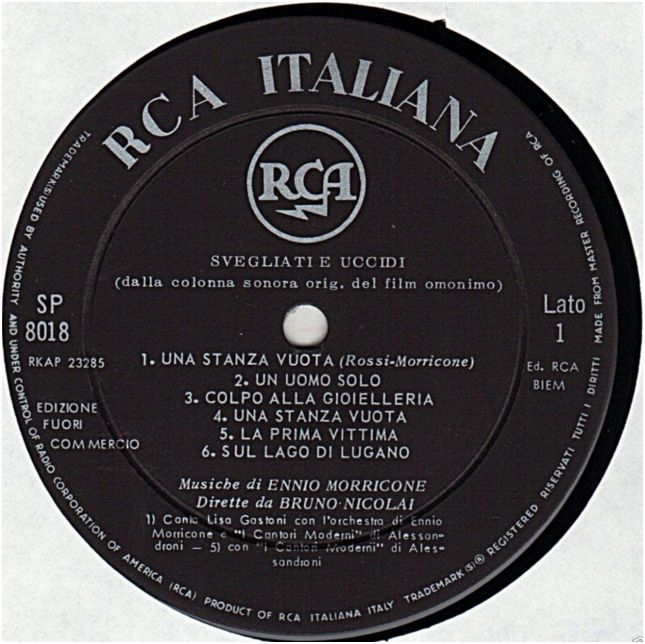 RCA ITALIANA
RCA
SVEGLIATI E UCCIDI
(dalla colonna sonora orig. del film omonimo)
SP
8018
RKAP 23285
EDIZIONE
FUORI
COMMERCIO
Lato
1
Ed. RCA
BIEM
1. UNA STANZA VUOTA (Rossi-Morricone)
2. UN UOMO SOLO
3. COLPO ALLA GIOIELLERIA
4. UNA STANZA VUOTA
5. LA PRIMA VITTIMA
6. SUL LAGO DI LUGANO
Musiche di ENNIO MORRICONE
Dirette da BRUNO-NICOLAI
1) Canta Lisa Gastoni con l'orchestra di Ennio
Morricone e "I Cantori Moderni" di Alessan-
droni — 5) con "I Cantori Moderni" di Ales-
sandroni
TRADEMARK(S) USED BY AUTHORITY AND UNDER CONTROL OF RADIO CORPORATION OF AMERICA (RCA) PRODUCT OF RCA ITALIANA ITALY TRADEMARK(S)® REGISTERED RISERVATI TUTTI I DIRITTI MADE FROM MASTER RECORDING OF RCA